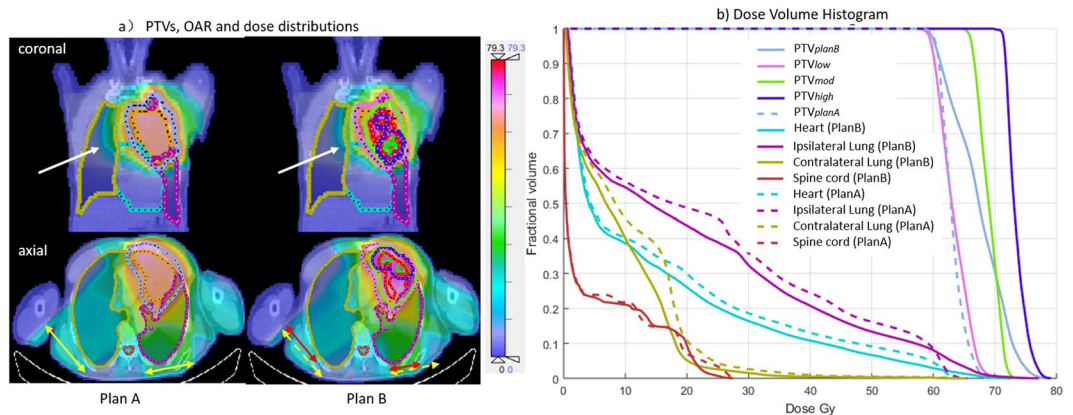 a) PTVs, OAR and dose distributions
coronal
79.3 79.3
axial
0 0
Plan A
Plan B
b) Dose Volume Histogram
Fractional volume
1
0.9
0.8
0.7
0.6
0.5
0.4
0.3
0.2
0.1
0
0
10
20
30
40
50
60
70
80
Dose Gy
PTVplanB
PTVlow
PTVmod
PTVhigh
PTVplanA
Heart (PlanB)
Ipsilateral Lung (PlanB)
Contralateral Lung (PlanB)
Spine cord (PlanB)
Heart (PlanA)
Ipsilateral Lung (PlanA)
Contralateral Lung (PlanA)
Spine cord (PlanA)